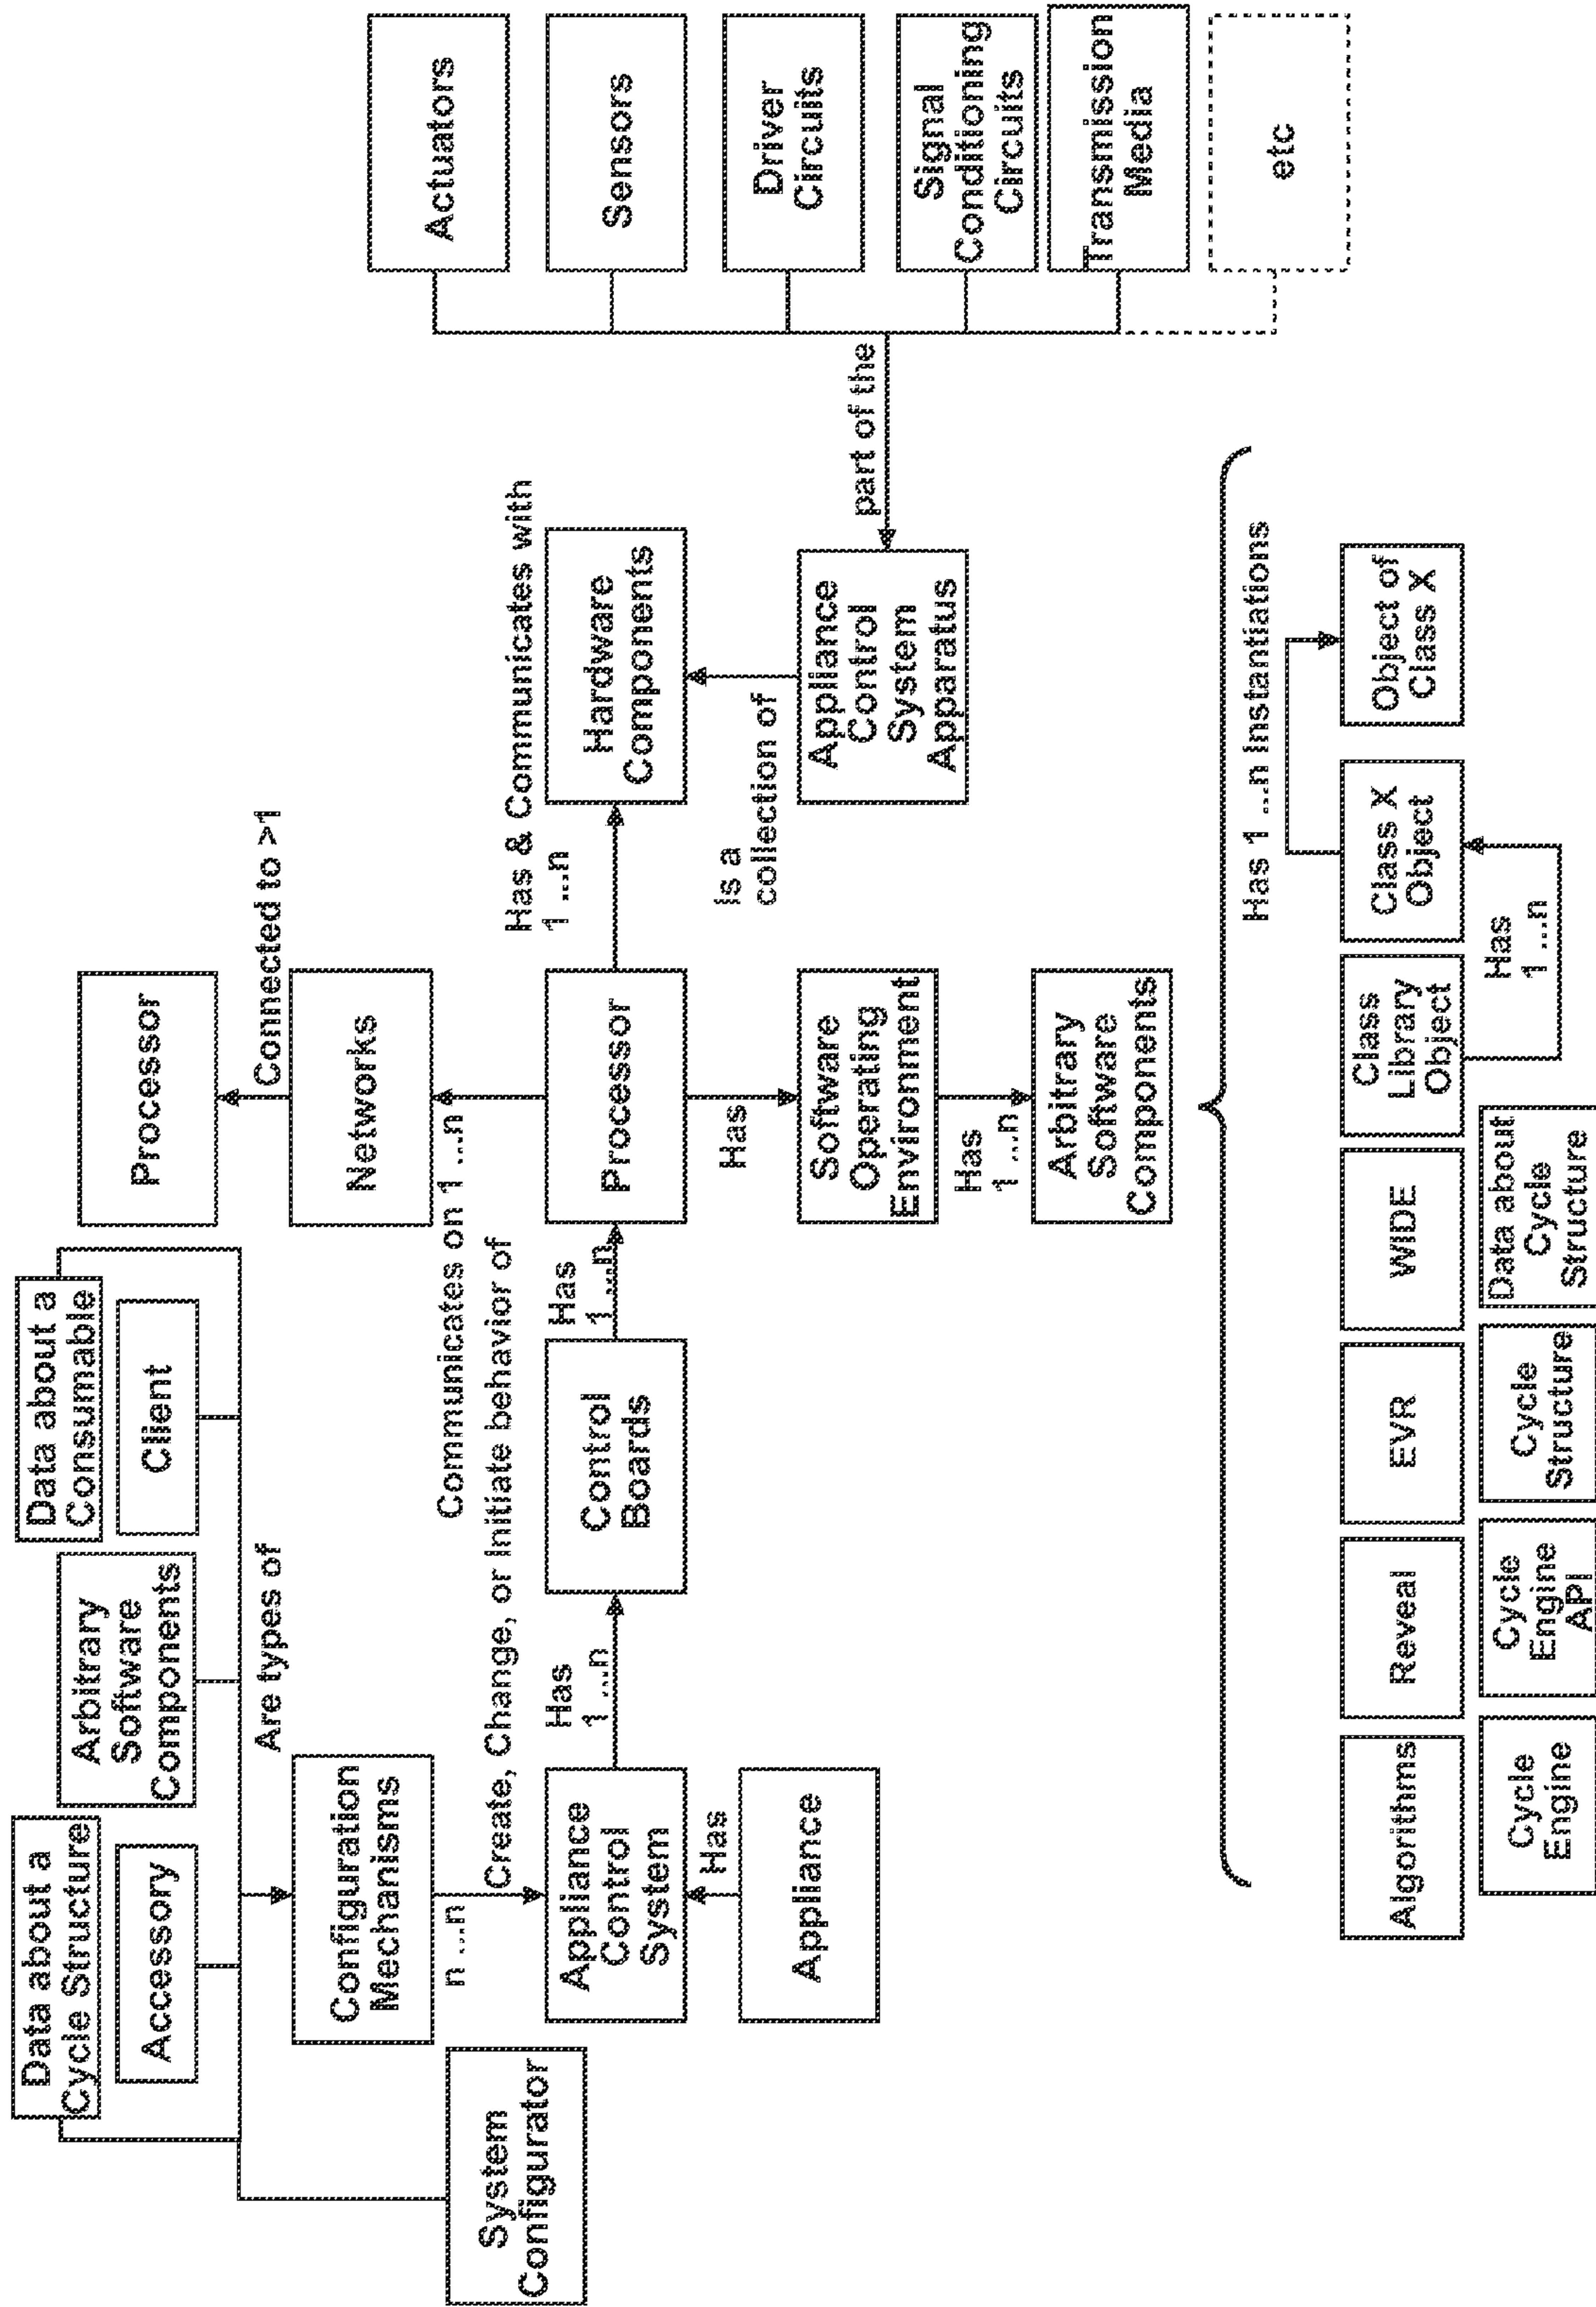 Data about a
Cycle Structure
Accessory
Arbitrary
Software
Components
Data about a
Consumable
Client
Are types of
System
Configurator
Configuration
Mechanisms
n ...n
Create, Change, or Initiate behavior of
Appliance
Control
System
Has
Appliance
Has
1 ...n
Control
Boards
Has
1 ...n
Processor
Connected to >1
Networks
Communicates on 1 ...n
Processor
Has & Communicates with
1 ...n
Hardware
Components
is a
collection of
Appliance
Control
System
Apparatus
part of the
Actuators
Sensors
Driver
Circuits
Signal
Conditioning
Circuits
Transmission
Media
etc
Has
Software
Operating
Environment
Has
1 ...n
Arbitrary
Software
Components
Has 1 ...n Instantiations
Algorithms
Reveal
EVR
WIDE
Class
Library
Object
Class X
Object
Object of
Class X
Has
1 ...n
Cycle
Engine
Cycle
Engine
API
Cycle
Structure
Data about
Cycle
Structure